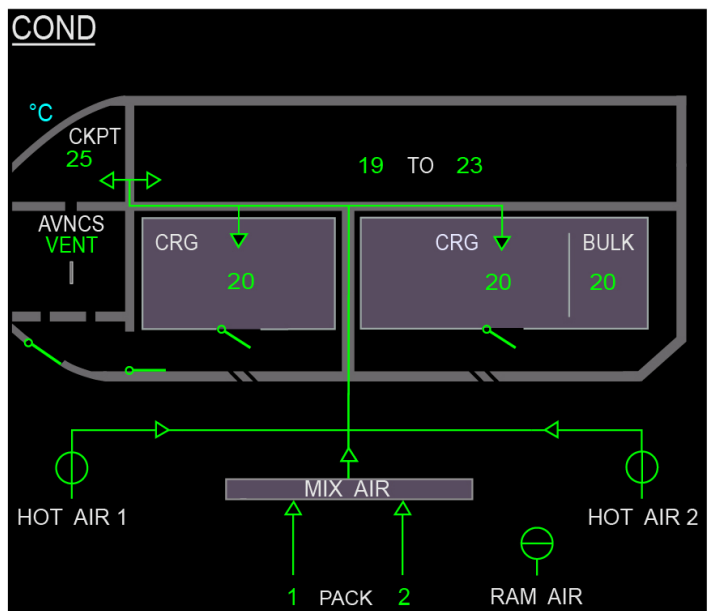 COND
°C
CKPT
25
19 TO 23
AVNCS
VENT
CRG
20
CRG
20
BULK
20
MIX AIR
HOT AIR 1
HOT AIR 2
1 PACK 2
RAM AIR